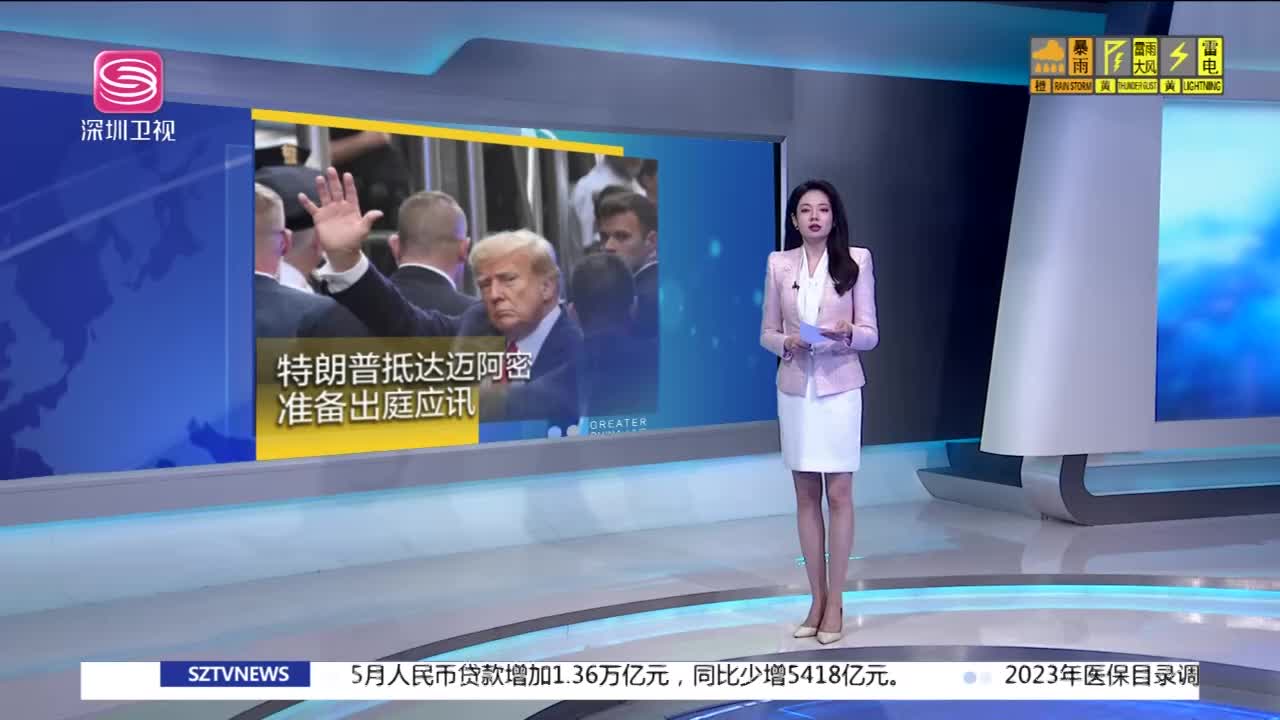 深圳卫视
暴雨
橙
RAIN STORM
雷雨大风
黄
THUNDER GUST
雷电
黄
LIGHTNING
特朗普抵达迈阿密
准备出庭应讯
GREATER
SZTVNEWS
5月人民币贷款增加1.36万亿元，同比少增5418亿元。
2023年医保目录调